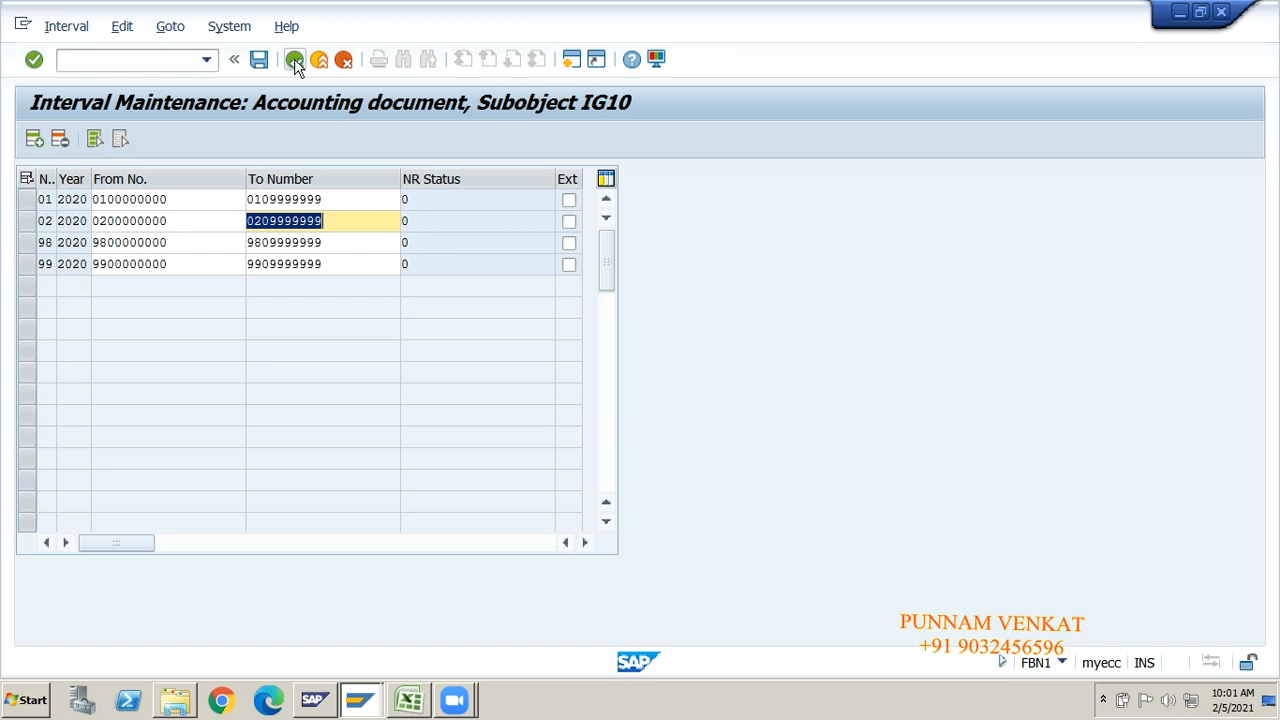 Interval Edit Goto System Help
Interval Maintenance: Accounting document, Subobject IG10
N.. Year From No. To Number NR Status Ext
01 2020 0100000000 0109999999 0
02 2020 0200000000 0209999999 0
98 2020 9800000000 9809999999 0
99 2020 9900000000 9909999999 0
PUNNAM VENKAT
+91 9032456596
SAP FBN1 myecc INS
Start SAP 10:01 AM
2/5/2021